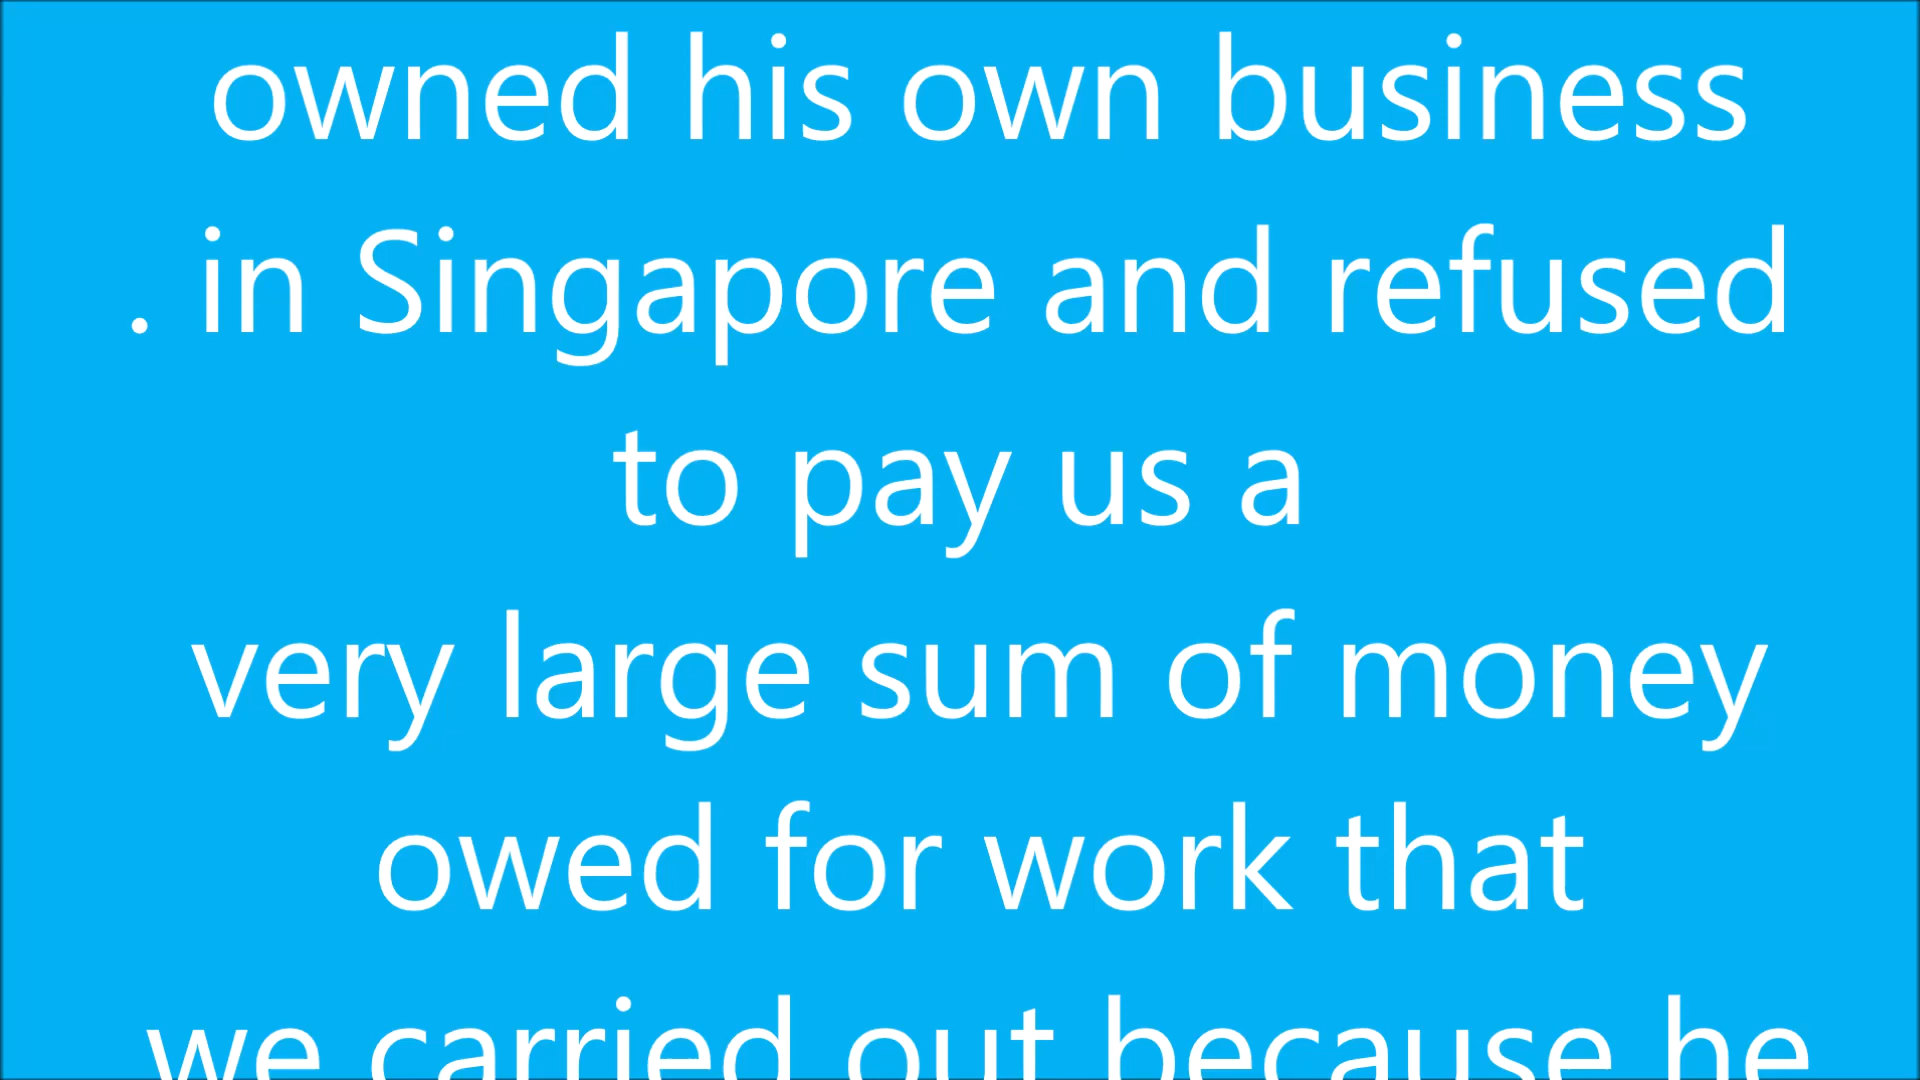 owned his own business
. in Singapore and refused
to pay us a
very large sum of money
owed for work that
we carried out because he